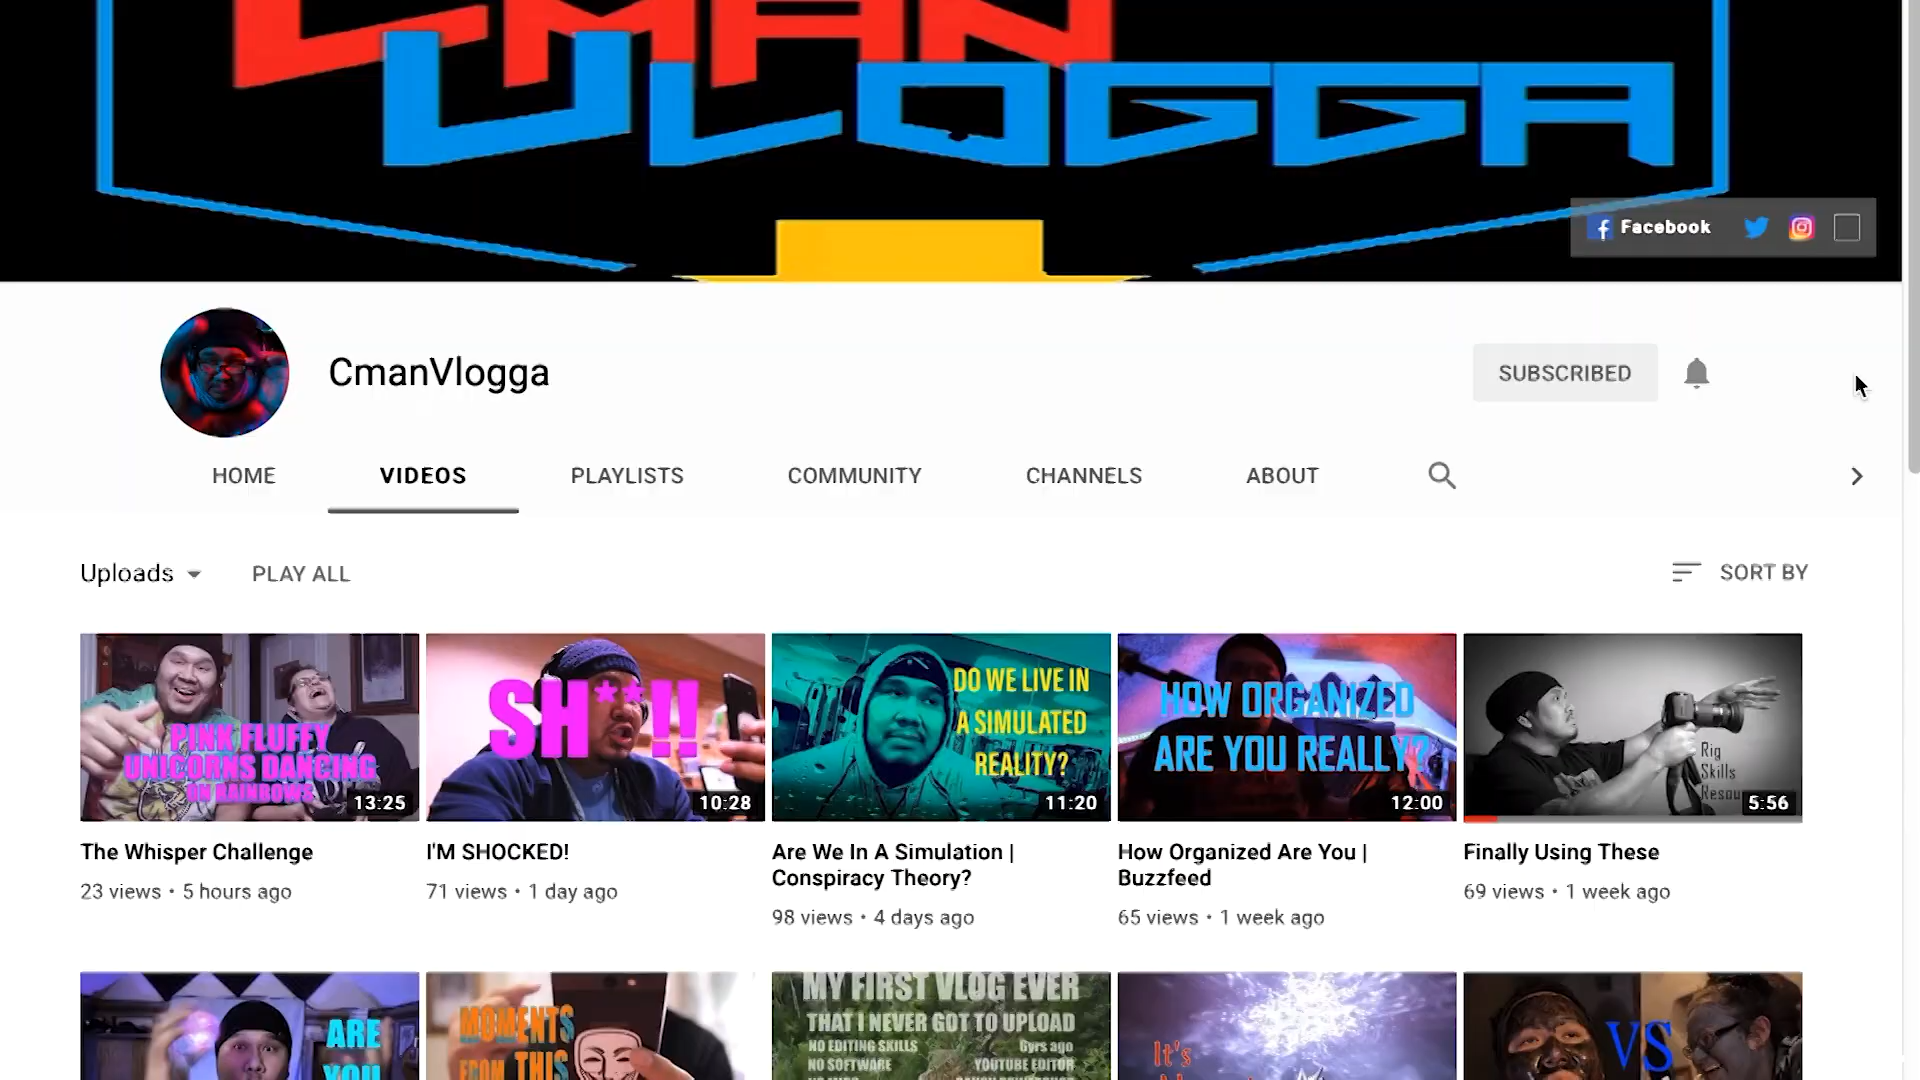 CMAN
VLOGGA
Facebook
CmanVlogga
SUBSCRIBED
HOME
VIDEOS
PLAYLISTS
COMMUNITY
CHANNELS
ABOUT
Uploads
PLAY ALL
SORT BY
PINK FLUFFY
UNICORNS DANCING
ON RAINBOWS
13:25
SH**!!
10:28
DO WE LIVE IN
A SIMULATED
REALITY?
11:20
HOW ORGANIZED
ARE YOU REALLY?
12:00
Rig
Skills
5:56
The Whisper Challenge
23 views • 5 hours ago
I'M SHOCKED!
71 views • 1 day ago
Are We In A Simulation |
Conspiracy Theory?
98 views • 4 days ago
How Organized Are You |
Buzzfeed
65 views • 1 week ago
Finally Using These
69 views • 1 week ago
ARE
YOU
MOMENTS
FROM THIS
MY FIRST VLOG EVER
THAT I NEVER GOT TO UPLOAD
NO EDITING SKILLS
6yrs ago
NO SOFTWARE
YOUTUBE EDITOR
It's
VS